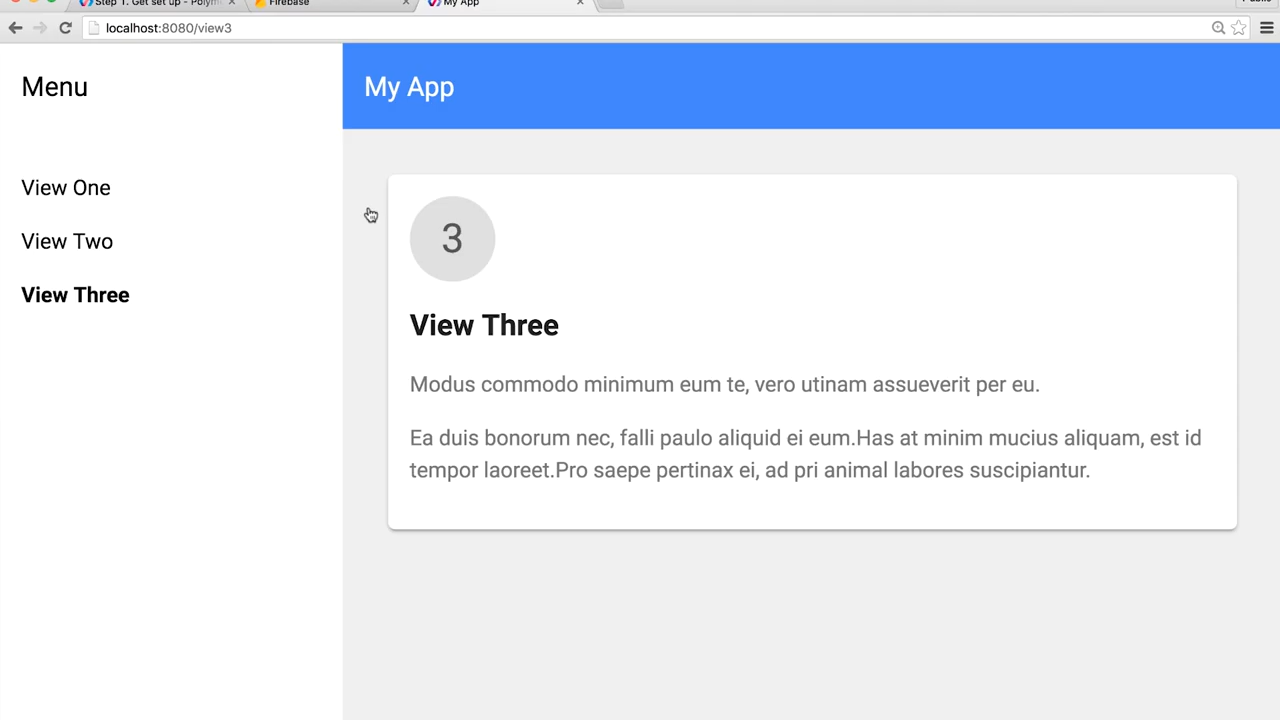 Step 1. Get set up - Polym
Firebase
My App
localhost:8080/view3
Menu
My App
View One
View Two
View Three
3
View Three
Modus commodo minimum eum te, vero utinam assueverit per eu.
Ea duis bonorum nec, falli paulo aliquid ei eum.Has at minim mucius aliquam, est id
tempor laoreet.Pro saepe pertinax ei, ad pri animal labores suscipiantur.